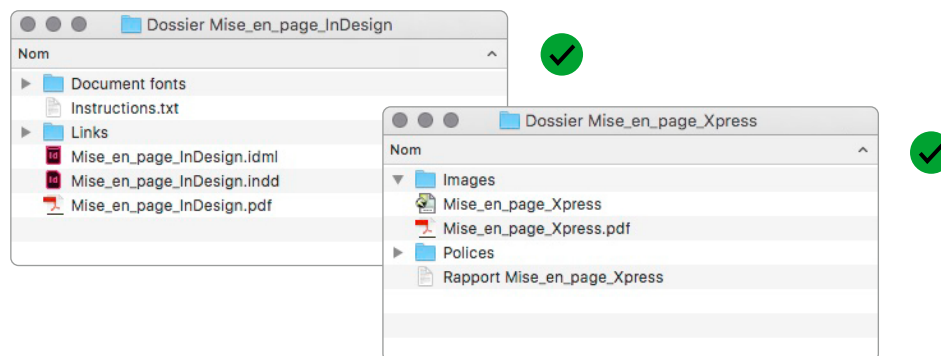 Dossier Mise_en_page_InDesign
Nom
Document fonts
Instructions.txt
Links
Mise_en_page_InDesign.idml
Mise_en_page_InDesign.indd
Mise_en_page_InDesign.pdf
Dossier Mise_en_page_Xpress
Nom
Images
Mise_en_page_Xpress
Mise_en_page_Xpress.pdf
Polices
Rapport Mise_en_page_Xpress